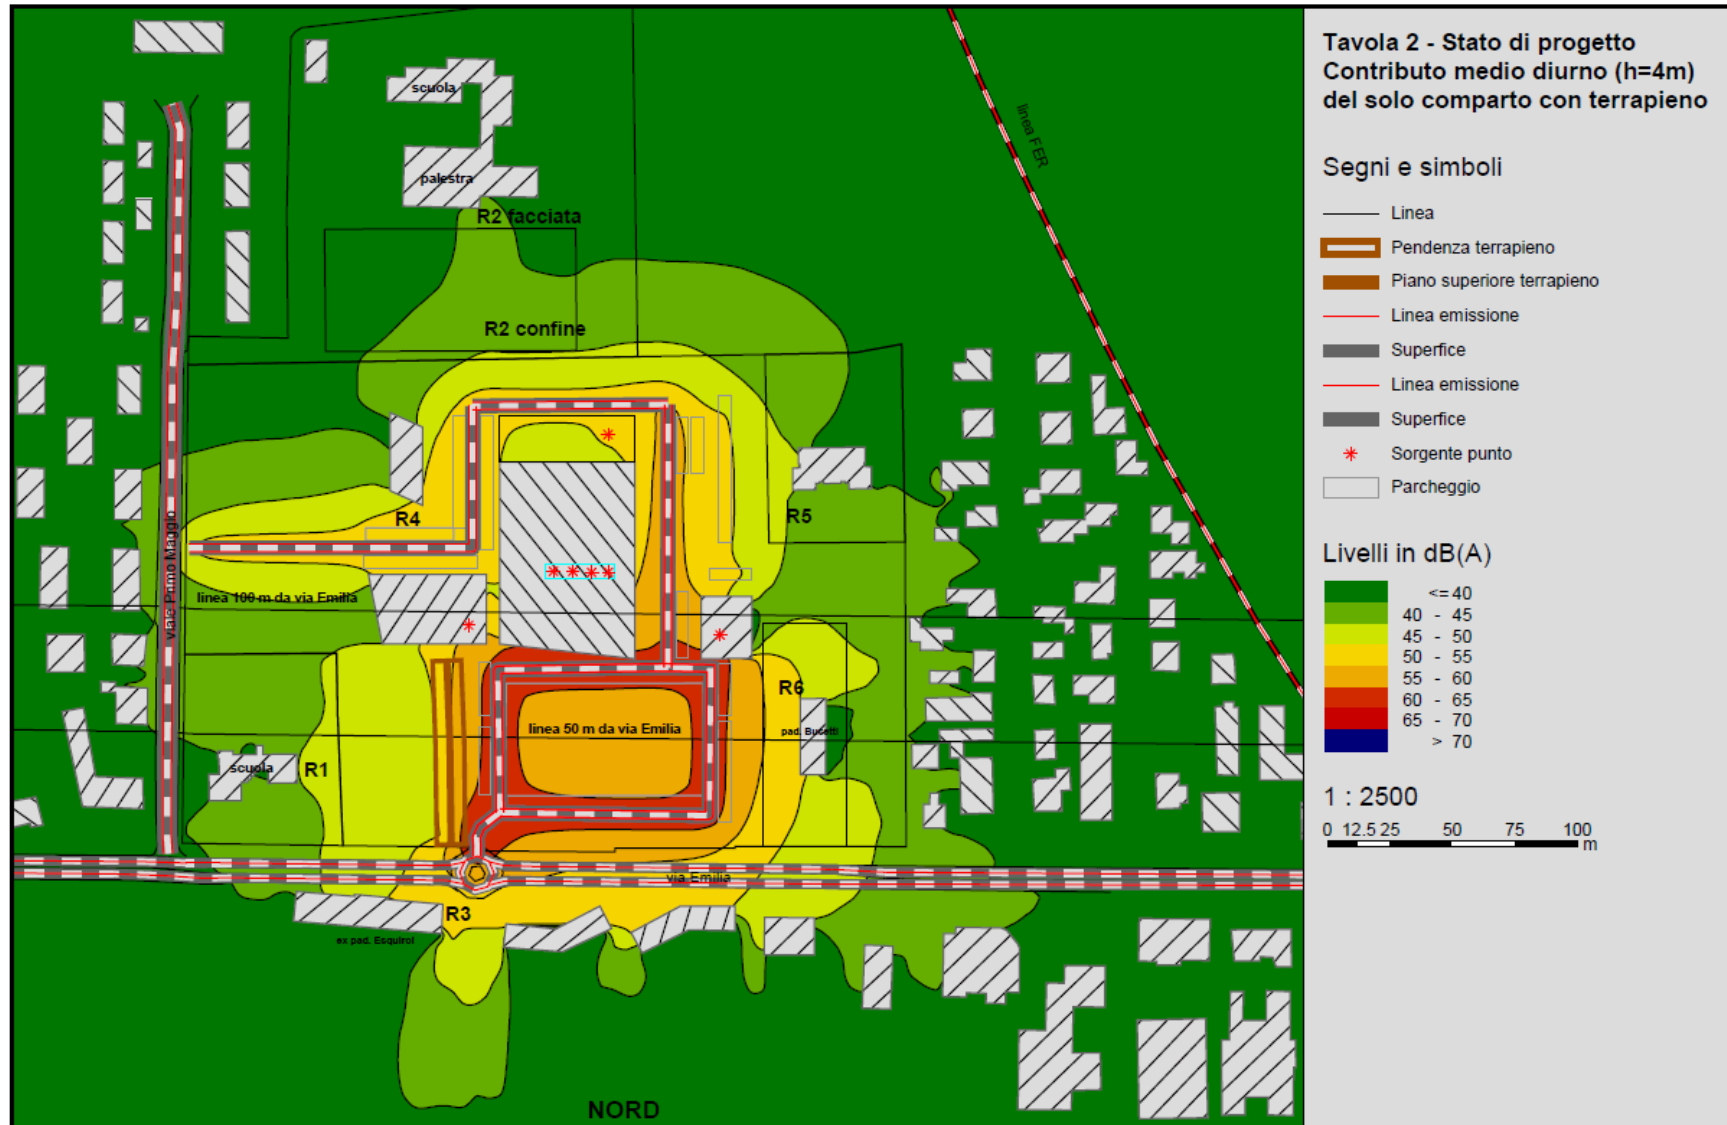 Tavola 2 - Stato di progetto
Contributo medio diurno (h=4m)
del solo comparto con terrapieno
Segni e simboli
Linea
Pendenza terrapieno
Piano superiore terrapieno
Linea emissione
Superfice
Linea emissione
Superfice
Sorgente punto
Parcheggio
Livelli in dB(A)
<= 40
40 - 45
45 - 50
50 - 55
55 - 60
60 - 65
65 - 70
> 70
1 : 2500
0 12.5 25 50 75 100
m
scuola
palestra
R2 facciata
R2 confine
linea FER
R4
R5
viale Primo Maggio
linea 100 m da via Emilia
R6
linea 50 m da via Emilia
pad. Bucetti
scuola
R1
via Emilia
R3
ex pad. Esquirol
NORD